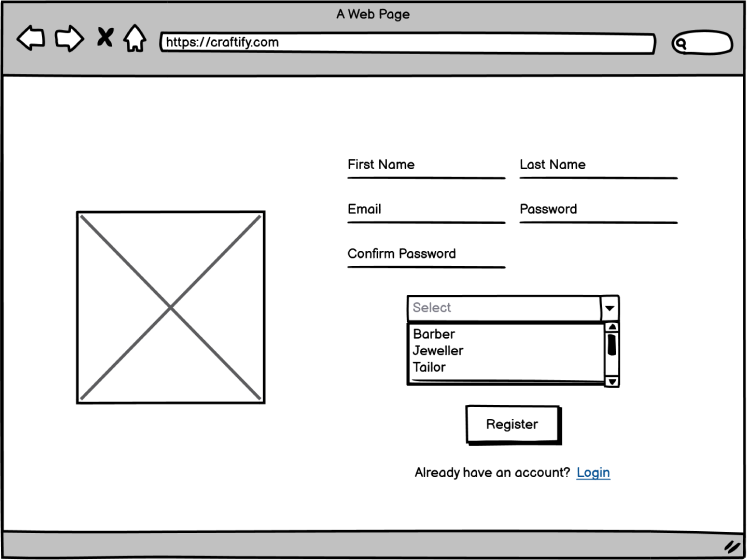 A Web Page
https://craftify.com
First Name
Last Name
Email
Password
Confirm Password
Select
Barber
Jeweller
Tailor
Register
Already have an account? Login